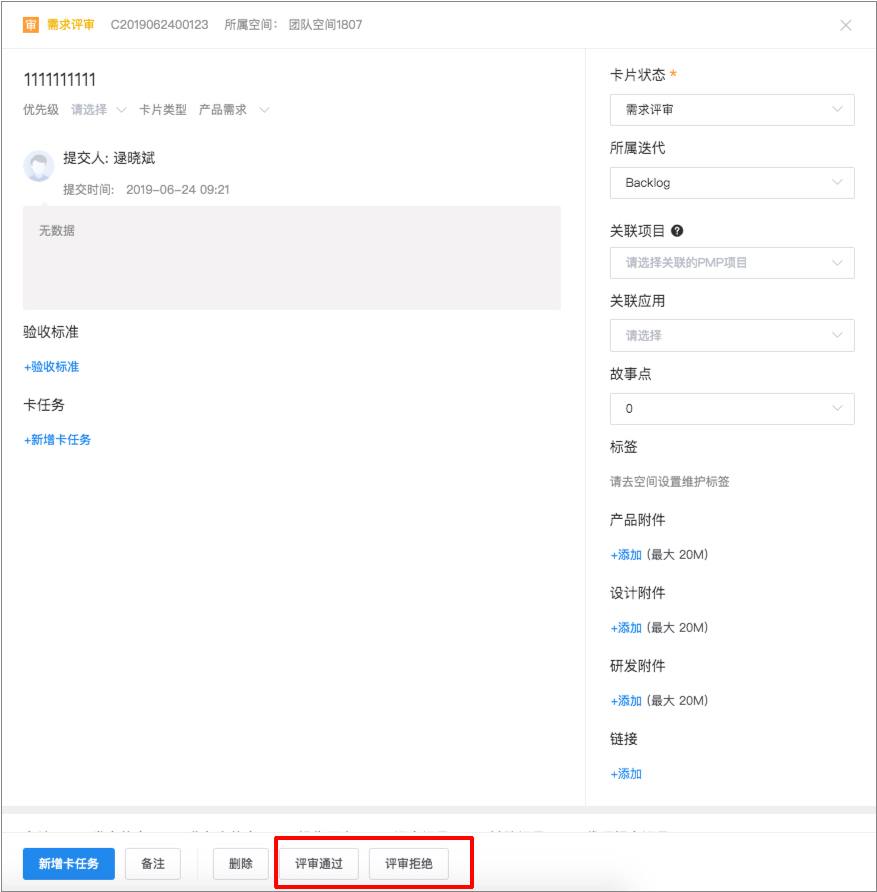 审 需求评审 C2019062400123 所属空间: 团队空间1807
1111111111
优先级 请选择 卡片类型 产品需求
提交人: 逯晓斌
提交时间: 2019-06-24 09:21
无数据
验收标准
+验收标准
卡任务
+新增卡任务
卡片状态 *
需求评审
所属迭代
Backlog
关联项目 ?
请选择关联的PMP项目
关联应用
请选择
故事点
0
标签
请去空间设置维护标签
产品附件
+添加 (最大 20M)
设计附件
+添加 (最大 20M)
研发附件
+添加 (最大 20M)
链接
+添加
新增卡任务 备注 删除 评审通过 评审拒绝